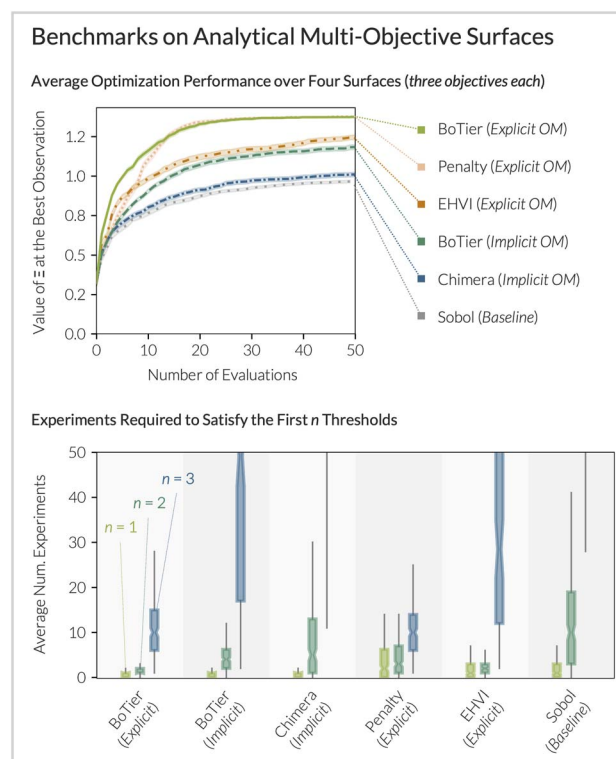 Benchmarks on Analytical Multi-Objective Surfaces
Average Optimization Performance over Four Surfaces (three objectives each)
Value of Ξ at the Best Observation
1.2
1.0
0.8
0.5
0.2
0.0
0
10
20
30
40
50
Number of Evaluations
BoTier (Explicit OM)
Penalty (Explicit OM)
EHVI (Explicit OM)
BoTier (Implicit OM)
Chimera (Implicit OM)
Sobol (Baseline)
Experiments Required to Satisfy the First n Thresholds
Average Num. Experiments
50
40
30
20
10
0
n = 1
n = 2
n = 3
BoTier
(Explicit)
BoTier
(Implicit)
Chimera
(Implicit)
Penalty
(Explicit)
EHVI
(Explicit)
Sobol
(Baseline)